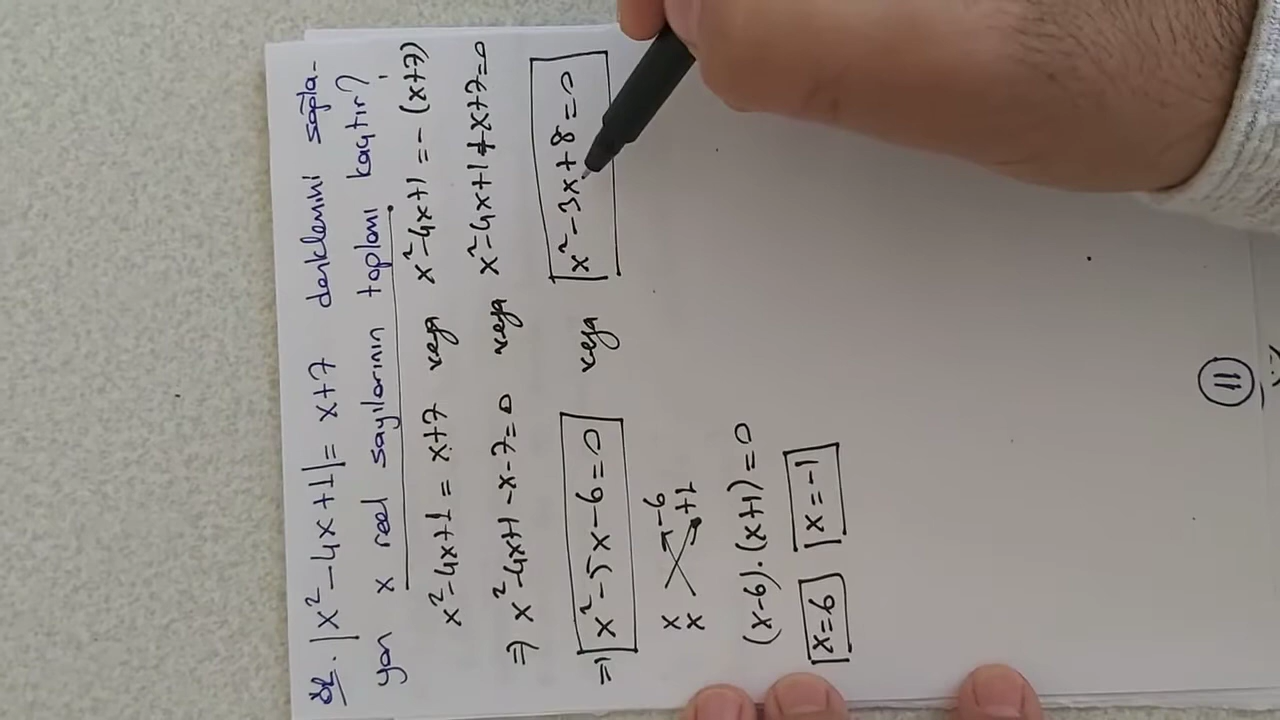 Ör. |x²-4x+1|= x+7 denklemini sağla-
yan x reel sayılarının toplamı kaçtır?
x²-4x+1 = x+7 veya x²-4x+1 = -(x+7)
⇒ x²-4x+1-x-7=0 veya x²-4x+1+x+7=0
⇒ x²-5x-6=0 veya x²-3x+8=0
x -6
x +1
(x-6).(x+1)=0
x=6 x=-1
11